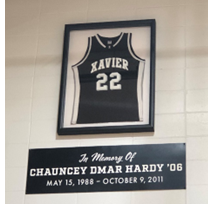 XAVIER
22
In Memory Of
CHAUNCEY DMAR HARDY '06
MAY 15, 1988 – OCTOBER 9, 2011